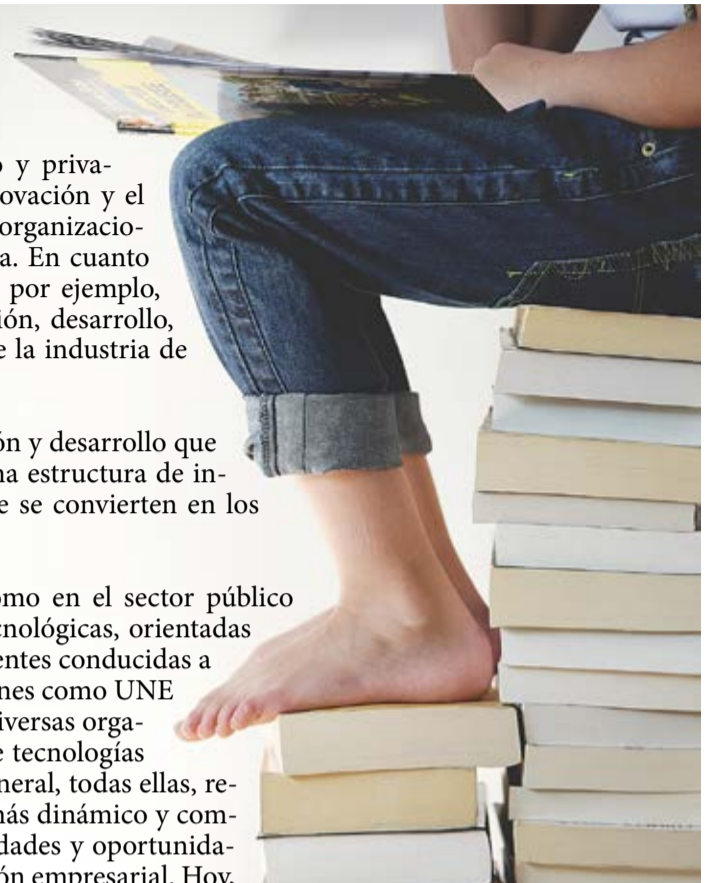 y priva-
ovación y el
organizacio-
a. En cuanto
por ejemplo,
ión, desarrollo,
e la industria de
ón y desarrollo que
na estructura de in-
e se convierten en los
omo en el sector público
cnológicas, orientadas
entes conducidas a
nes como UNE
iversas orga-
e tecnologías
neral, todas ellas, re-
nás dinámico y com-
dades y oportunida-
ón empresarial. Hoy,